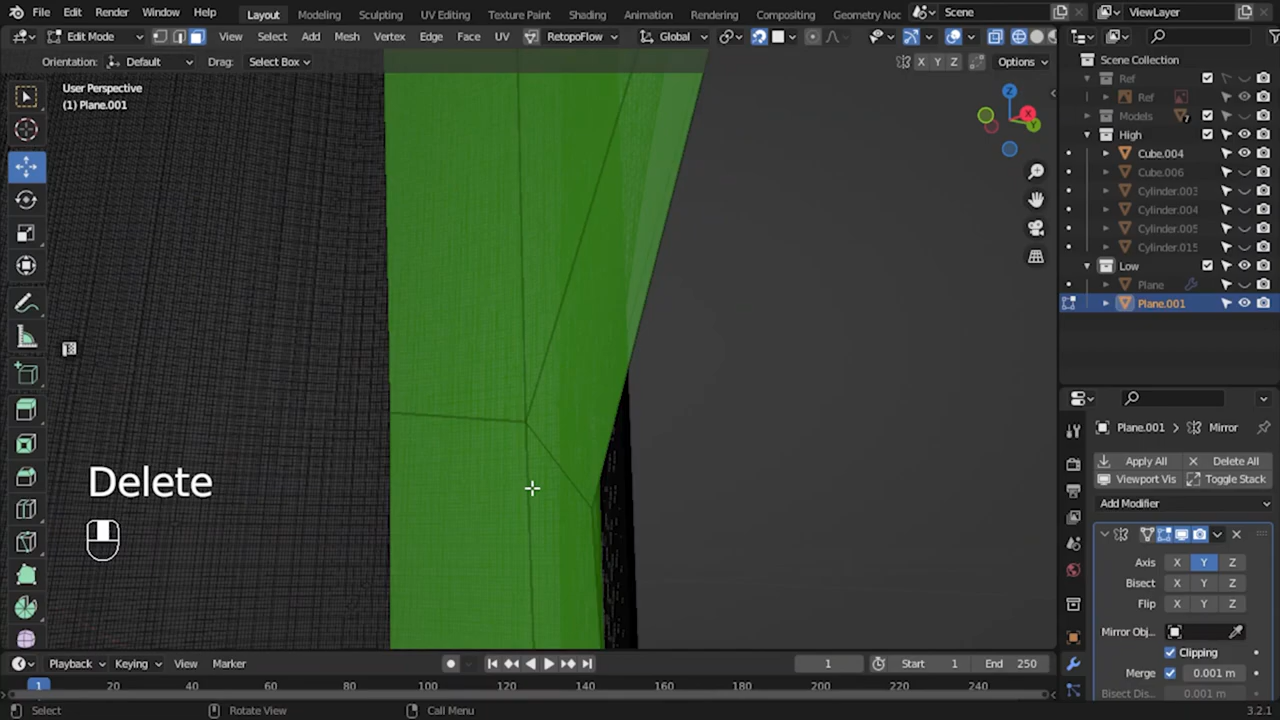 File Edit Render Window Help Layout Modeling Sculpting UV Editing Texture Paint Shading Animation Rendering Compositing Geometry Noc Scene ViewLayer
Edit Mode View Select Add Mesh Vertex Edge Face UV RetopoFlow Global
Orientation: Default Drag: Select Box X Y Z Options
User Perspective
(1) Plane.001
Z
X
Y
Delete
Scene Collection
Ref
Ref
Models
High
Cube.004
Cube.006
Cylinder.003
Cylinder.004
Cylinder.005
Cylinder.015
Low
Plane
Plane.001
Plane.001 > Mirror
Apply All Delete All
Viewport Vis Toggle Stack
Add Modifier
Axis X Y Z
Bisect X Y Z
Flip X Y Z
Mirror Obj...
Clipping
Merge 0.001 m
Bisect Dis... 0.001 m
Playback Keying View Marker 1 Start 1 End 250
1 20 40 60 80 100 120 140 160 180 200 220 240
Select Rotate View Call Menu 3.2.1